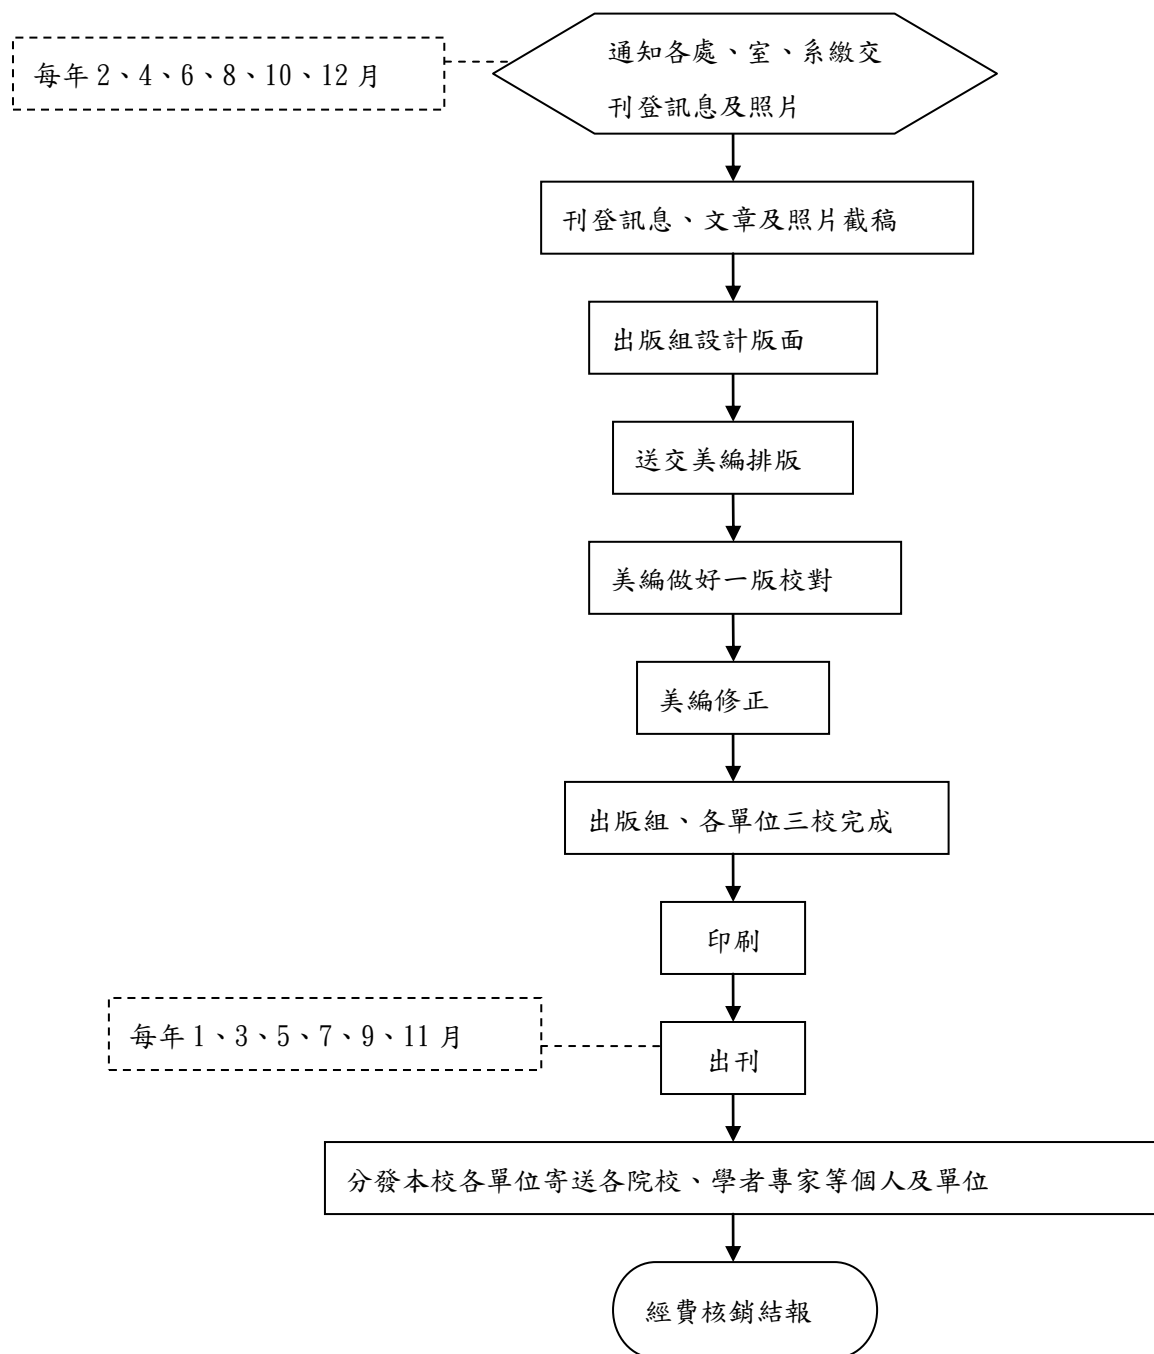 通知各處、室、系繳交
刊登訊息及照片
每年 2、4、6、8、10、12 月
刊登訊息、文章及照片截稿
出版組設計版面
送交美編排版
美編做好一版校對
美編修正
出版組、各單位三校完成
印刷
每年 1、3、5、7、9、11 月
出刊
分發本校各單位寄送各院校、學者專家等個人及單位
經費核銷結報